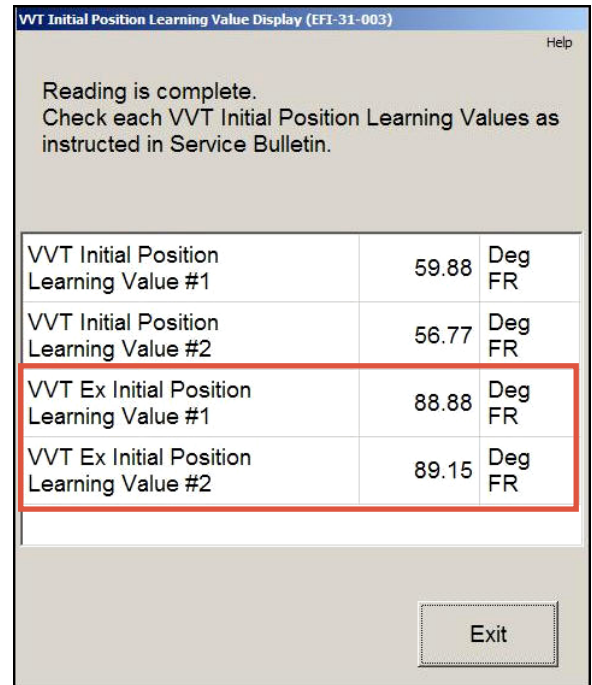 VVT Initial Position Learning Value Display (EFI-31-003)
Help
Reading is complete.
Check each VVT Initial Position Learning Values as
instructed in Service Bulletin.
VVT Initial Position
Learning Value #1
59.88
Deg
FR
VVT Initial Position
Learning Value #2
56.77
Deg
FR
VVT Ex Initial Position
Learning Value #1
88.88
Deg
FR
VVT Ex Initial Position
Learning Value #2
89.15
Deg
FR
Exit